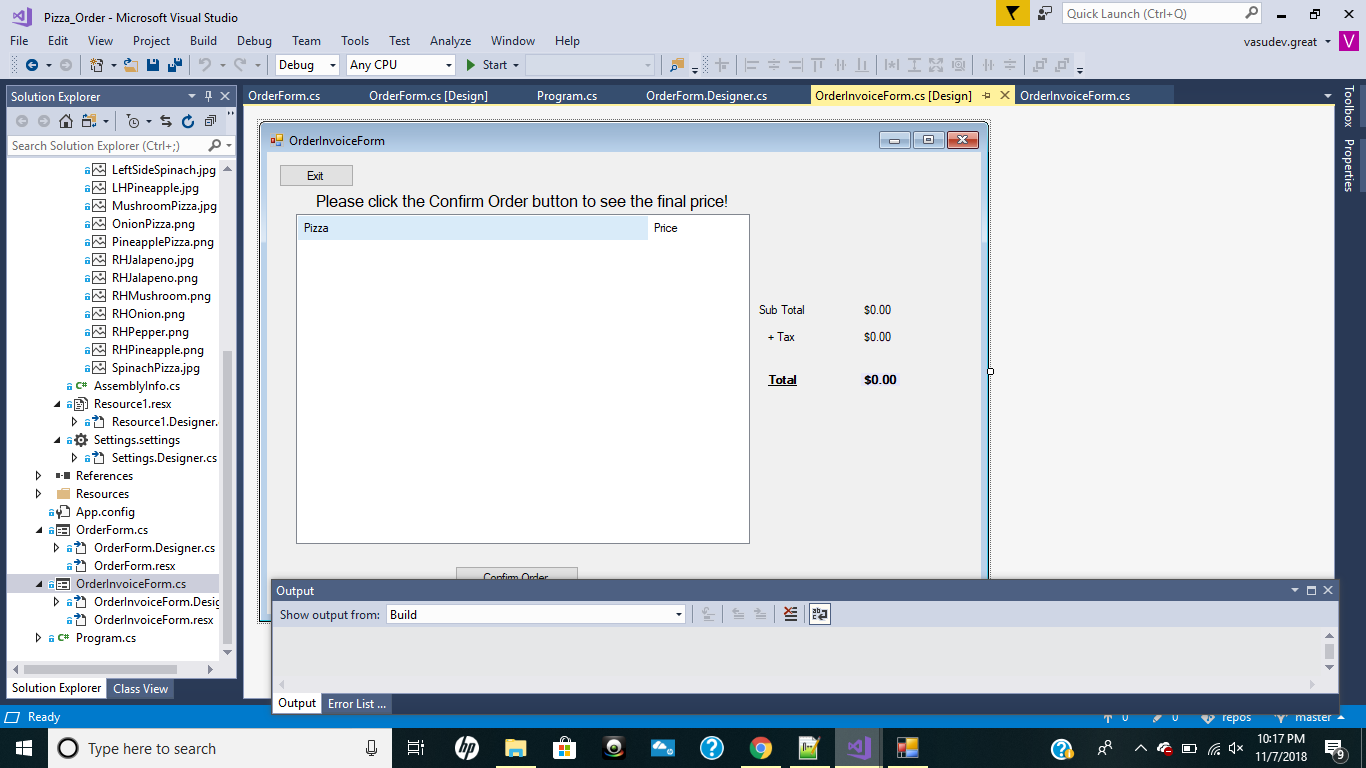 Pizza_Order - Microsoft Visual Studio
Quick Launch (Ctrl+Q)
File Edit View Project Build Debug Team Tools Test Analyze Window Help
vasudev.great V
Debug Any CPU Start
Solution Explorer
OrderForm.cs OrderForm.cs [Design] Program.cs OrderForm.Designer.cs OrderInvoiceForm.cs [Design] OrderInvoiceForm.cs
Toolbox
Properties
Search Solution Explorer (Ctrl+;)
LeftSideSpinach.jpg
LHPineapple.jpg
MushroomPizza.jpg
OnionPizza.png
PineapplePizza.png
RHJalapeno.jpg
RHJalapeno.png
RHMushroom.png
RHOnion.png
RHPepper.png
RHPineapple.png
SpinachPizza.jpg
C# AssemblyInfo.cs
Resource1.resx
Resource1.Designer.
Settings.settings
Settings.Designer.cs
References
Resources
App.config
OrderForm.cs
OrderForm.Designer.cs
OrderForm.resx
OrderInvoiceForm.cs
OrderInvoiceForm.Desig
OrderInvoiceForm.resx
C# Program.cs
Solution Explorer Class View
OrderInvoiceForm
Exit
Please click the Confirm Order button to see the final price!
Pizza Price
Sub Total $0.00
+ Tax $0.00
Total $0.00
Confirm Order
Output
Show output from: Build
Output Error List ...
Ready
0 0 repos master
Type here to search
hp
10:17 PM
11/7/2018
9